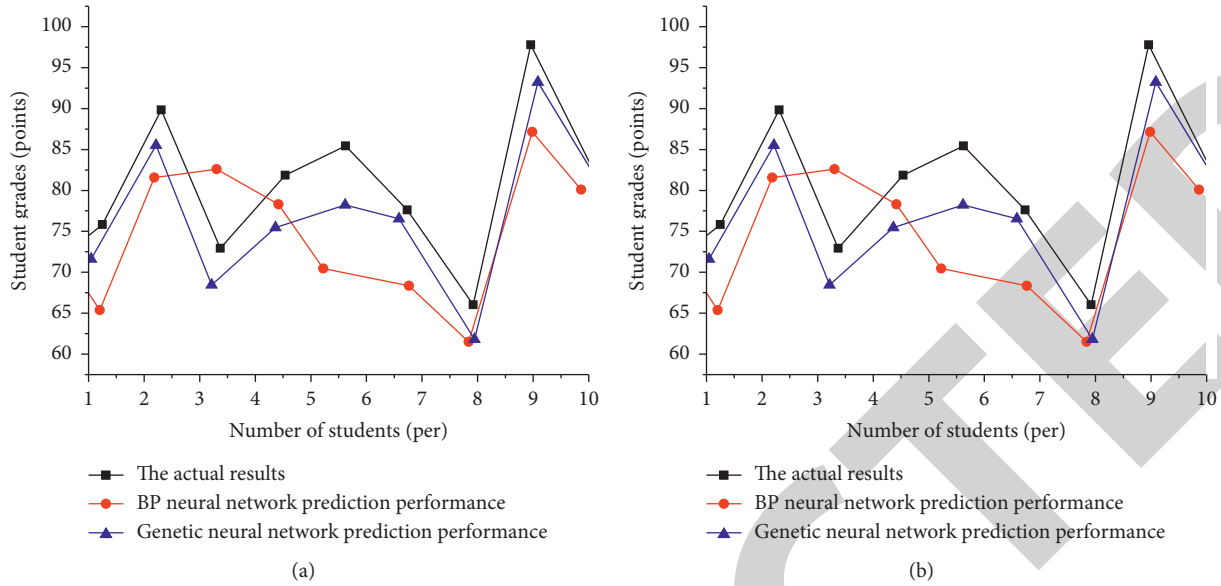 100
95
90
85
80
75
70
65
60
Student grades (points)
1 2 3 4 5 6 7 8 9 10
Number of students (per)
The actual results
BP neural network prediction performance
Genetic neural network prediction performance
(a)
100
95
90
85
80
75
70
65
60
Student grades (points)
1 2 3 4 5 6 7 8 9 10
Number of students (per)
The actual results
BP neural network prediction performance
Genetic neural network prediction performance
(b)